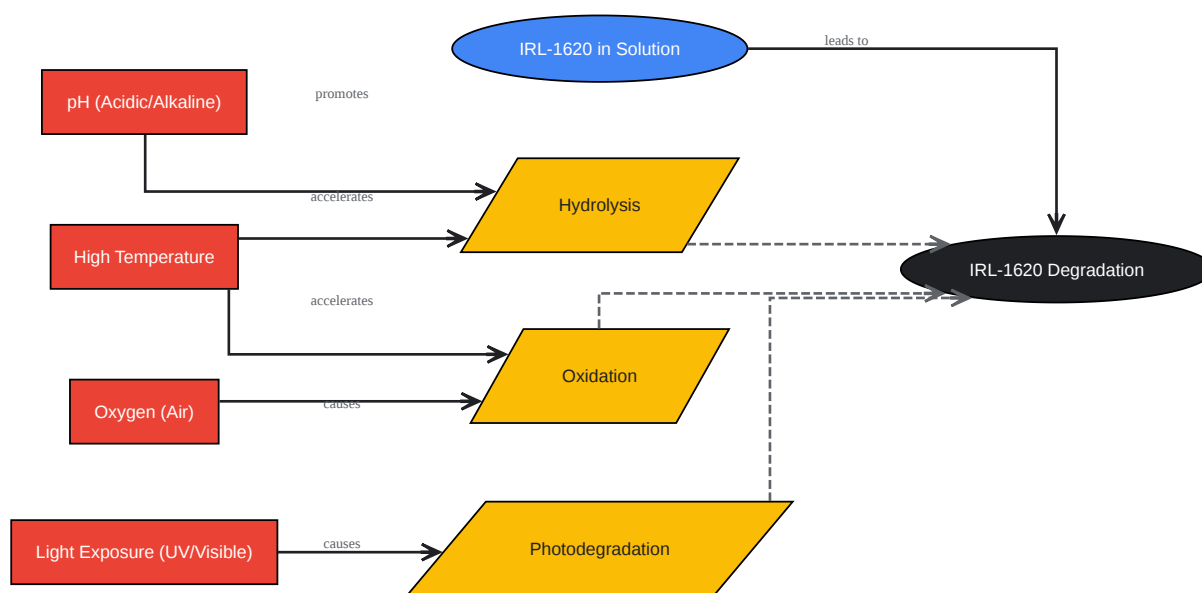 IRL-1620 in Solution
leads to
pH (Acidic/Alkaline)
promotes
Hydrolysis
accelerates
High Temperature
IRL-1620 Degradation
accelerates
Oxidation
Oxygen (Air)
causes
Light Exposure (UV/Visible)
causes
Photodegradation